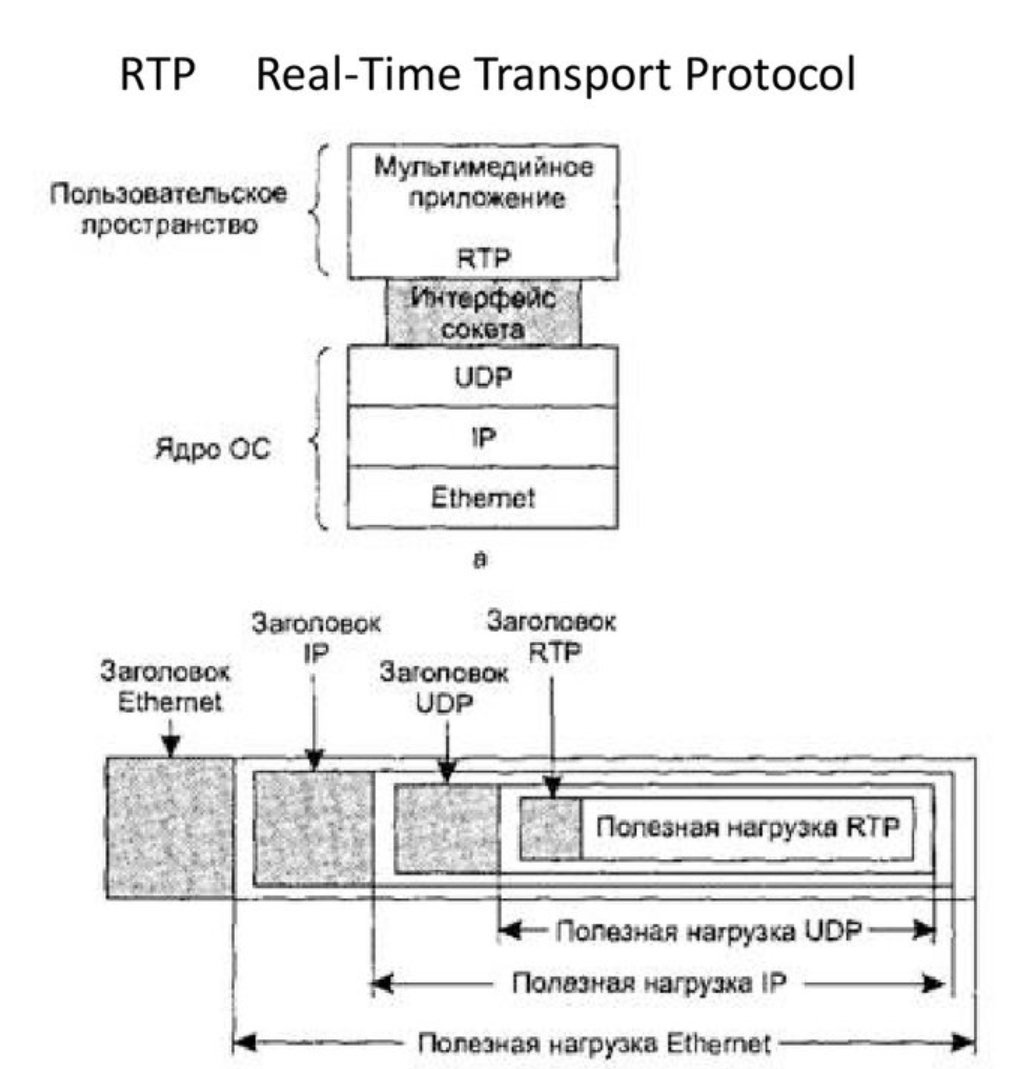 RTP Real-Time Transport Protocol
Пользовательское
пространство
Мультимедийное
приложение
RTP
Интерфейс
сокета
Ядро ОС
UDP
IP
Ethernet
а
Заголовок
Ethernet
Заголовок
IP
Заголовок
UDP
Заголовок
RTP
Полезная нагрузка RTP
Полезная нагрузка UDP
Полезная нагрузка IP
Полезная нагрузка Ethernet